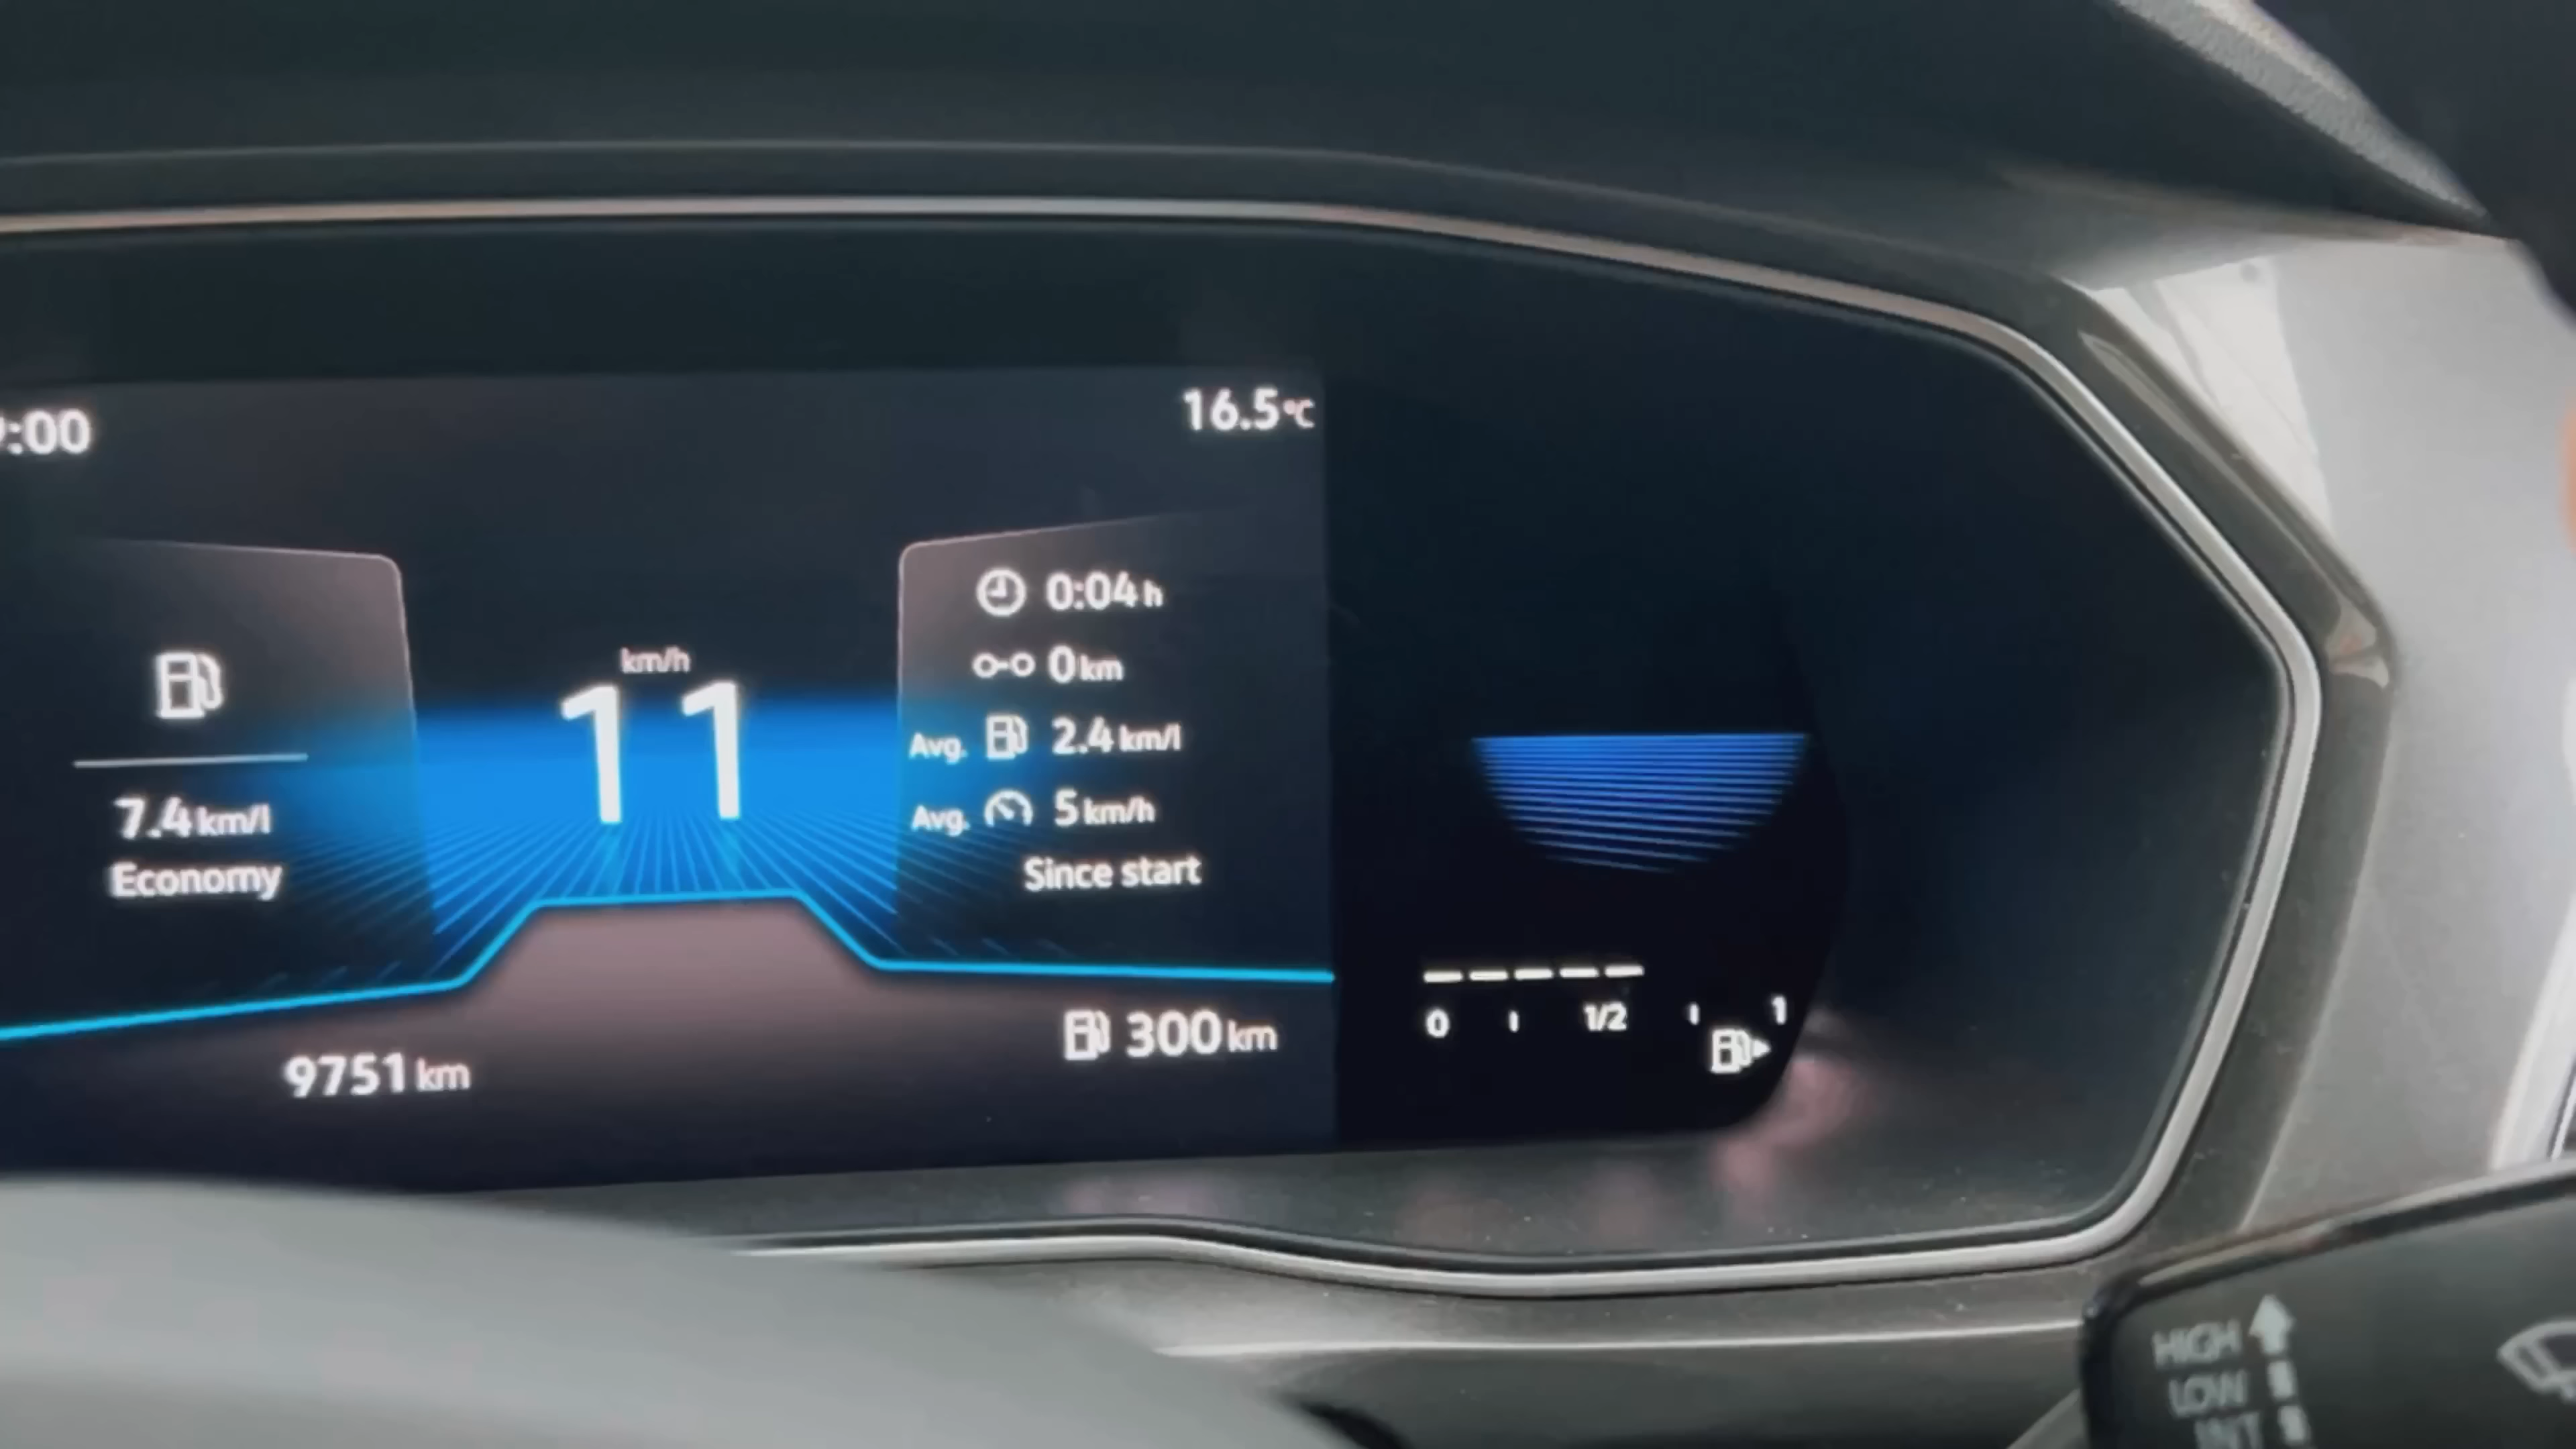 :00
16.5°C
0:04 h
0 km
km/h
11
Avg. 2.4 km/l
7.4 km/l
Avg. 5 km/h
Economy
Since start
0 1/2 1
300 km
9751 km
HIGH
LOW
INT